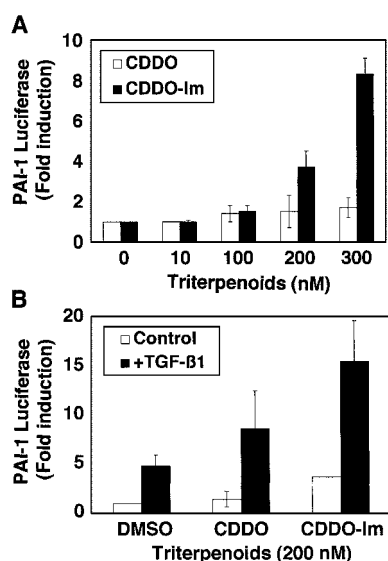 A
PAI-1 Luciferase
(Fold induction)
10
8
6
4
2
0
CDDO
CDDO-Im
0 10 100 200 300
Triterpenoids (nM)
B
PAI-1 Luciferase
(Fold induction)
20
15
10
5
0
Control
+TGF-ß1
DMSO CDDO CDDO-Im
Triterpenoids (200 nM)